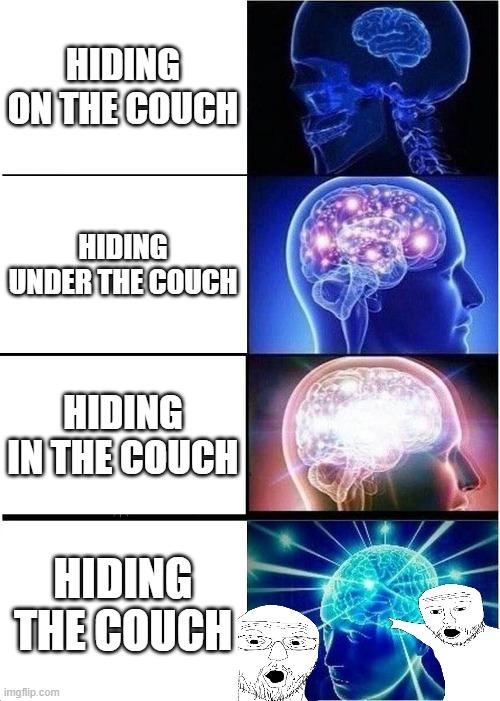 HIDING
ON THE COUCH
HIDING
UNDER THE COUCH
HIDING
IN THE COUCH
HIDING
THE COUCH
imgflip.com